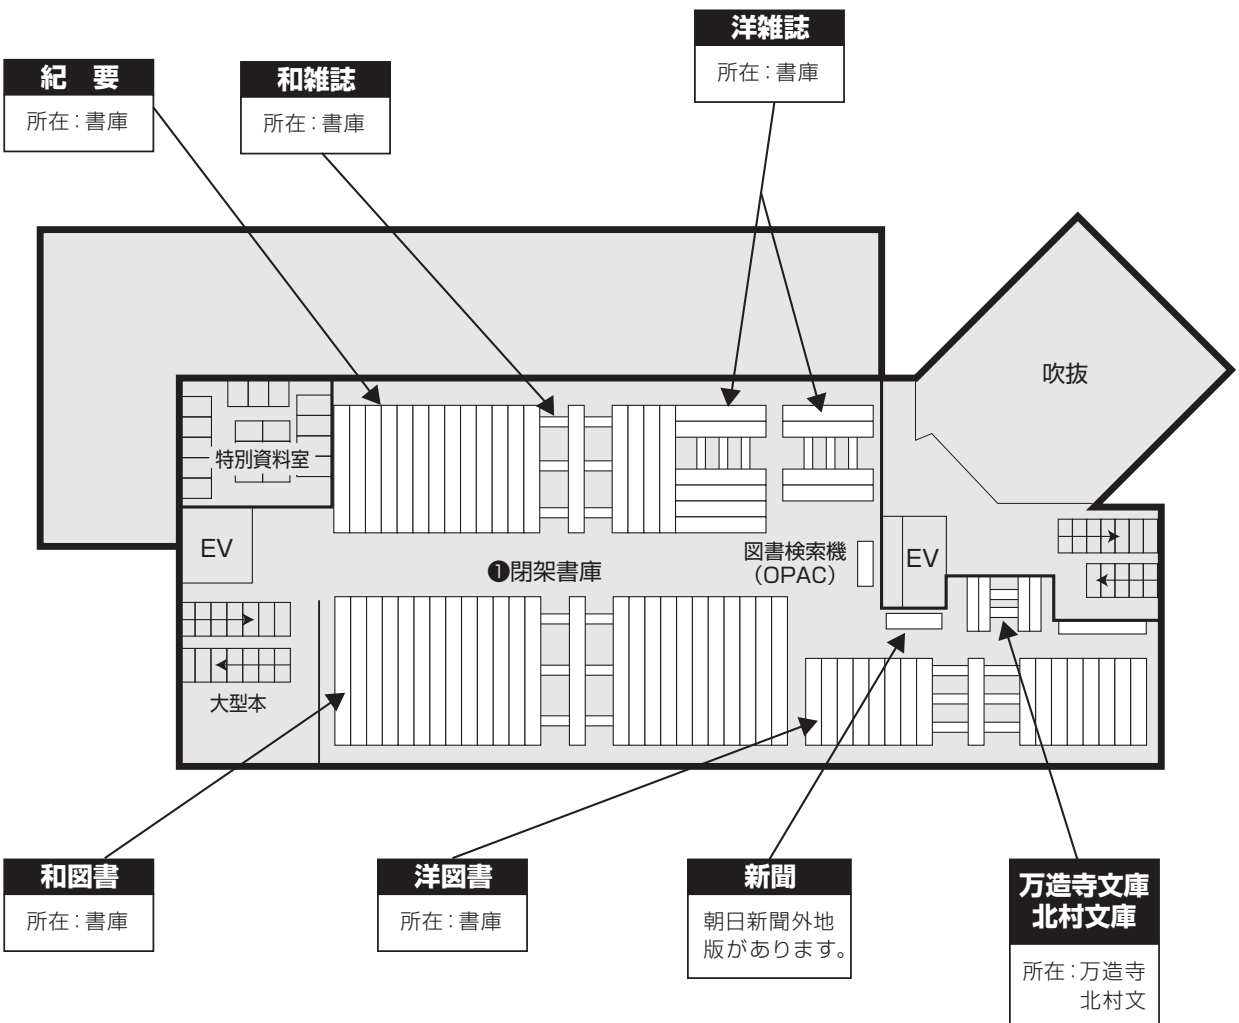 洋雑誌
所在：書庫
紀　要
所在：書庫
和雑誌
所在：書庫
吹抜
特別資料室
EV
❶閉架書庫
図書検索機
（OPAC）
EV
大型本
和図書
所在：書庫
洋図書
所在：書庫
新聞
朝日新聞外地
版があります。
万造寺文庫
北村文庫
所在：万造寺
北村文